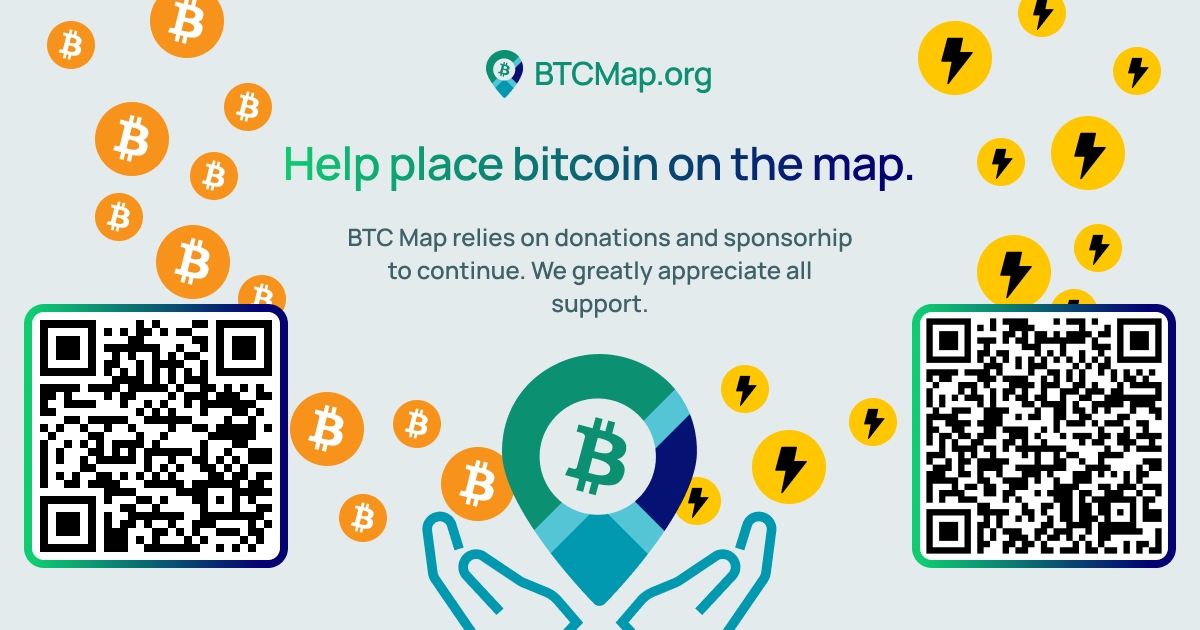 BTCMap.org
Help place bitcoin on the map.
BTC Map relies on donations and sponsorhip
to continue. We greatly appreciate all
support.